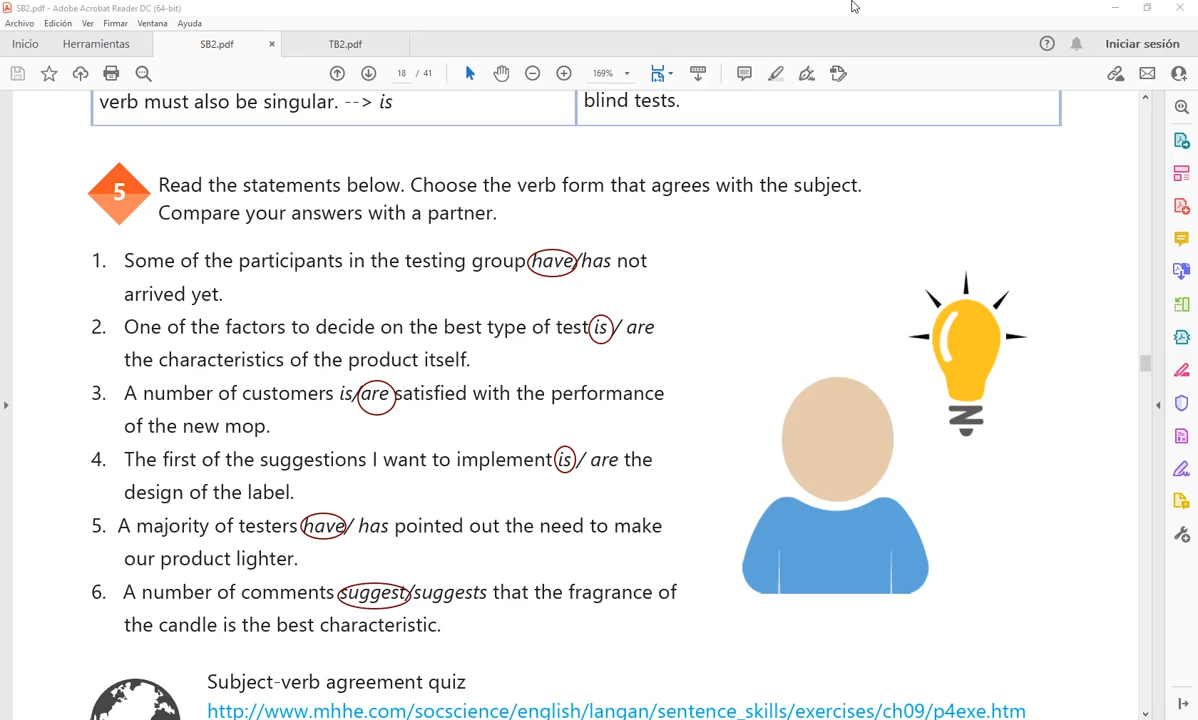 SB2.pdf - Adobe Acrobat Reader DC (64-bit)
Archivo Edición Ver Firmar Ventana Ayuda
Inicio Herramientas SB2.pdf × TB2.pdf Iniciar sesión
18 / 41 169%
verb must also be singular. --> is
blind tests.
5
Read the statements below. Choose the verb form that agrees with the subject.
Compare your answers with a partner.
1. Some of the participants in the testing group have/has not
arrived yet.
2. One of the factors to decide on the best type of test is / are
the characteristics of the product itself.
3. A number of customers is/are satisfied with the performance
of the new mop.
4. The first of the suggestions I want to implement is / are the
design of the label.
5. A majority of testers have/ has pointed out the need to make
our product lighter.
6. A number of comments suggest/suggests that the fragrance of
the candle is the best characteristic.
Subject-verb agreement quiz
http://www.mhhe.com/socscience/english/langan/sentence_skills/exercises/ch09/p4exe.htm